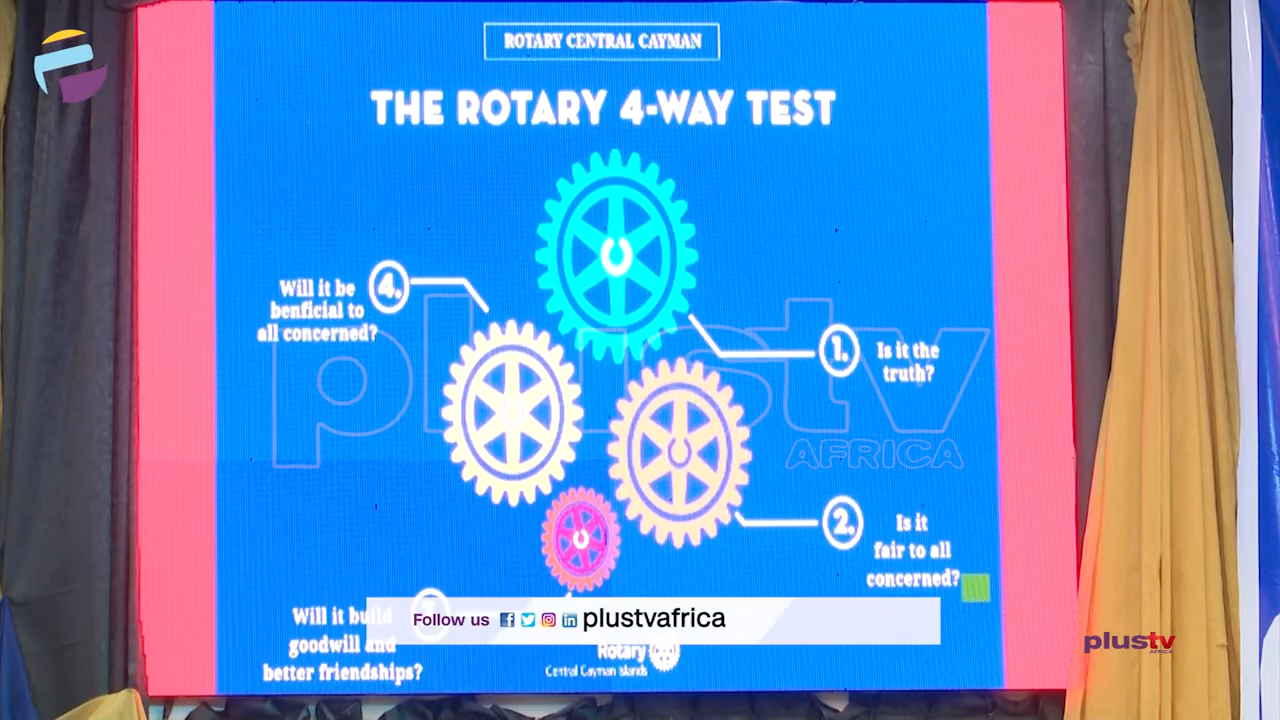 ROTARY CENTRAL CAYMAN
THE ROTARY 4-WAY TEST
4.
Will it be
benficial to
all concerned?
1.
Is it the
truth?
plustv
AFRICA
2.
Is it
fair to all
concerned?
Will it build
goodwill and
better friendships?
Follow us plustvafrica
Rotary
Central Cayman Islands
plustv
AFRICA